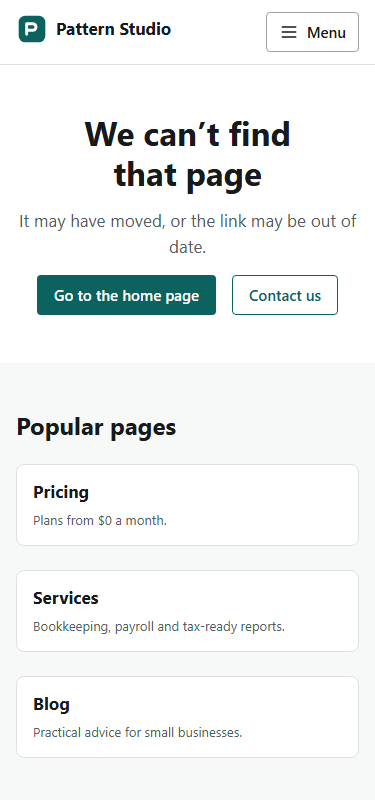 P
Pattern Studio
Menu
We can’t find
that page
It may have moved, or the link may be out of
date.
Go to the home page
Contact us
Popular pages
Pricing
Plans from $0 a month.
Services
Bookkeeping, payroll and tax-ready reports.
Blog
Practical advice for small businesses.